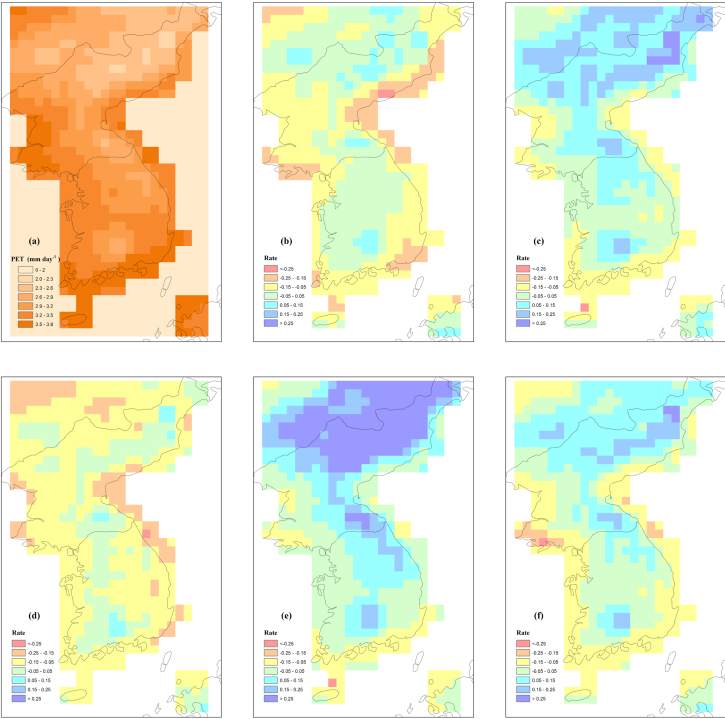 (a)
PET (mm day⁻¹)
0 - 2
2.0 - 2.3
2.3 - 2.6
2.6 - 2.9
2.9 - 3.2
3.2 - 3.5
3.5 - 3.8
(b)
Rate
<-0.25
-0.25 - -0.15
-0.15 - -0.05
-0.05 - 0.05
0.05 - 0.15
0.15 - 0.25
> 0.25
(c)
Rate
<-0.25
-0.25 - -0.15
-0.15 - -0.05
-0.05 - 0.05
0.05 - 0.15
0.15 - 0.25
> 0.25
(d)
Rate
<-0.25
-0.25 - -0.15
-0.15 - -0.05
-0.05 - 0.05
0.05 - 0.15
0.15 - 0.25
> 0.25
(e)
Rate
<-0.25
-0.25 - -0.15
-0.15 - -0.05
-0.05 - 0.05
0.05 - 0.15
0.15 - 0.25
> 0.25
(f)
Rate
<-0.25
-0.25 - -0.15
-0.15 - -0.05
-0.05 - 0.05
0.05 - 0.15
0.15 - 0.25
> 0.25